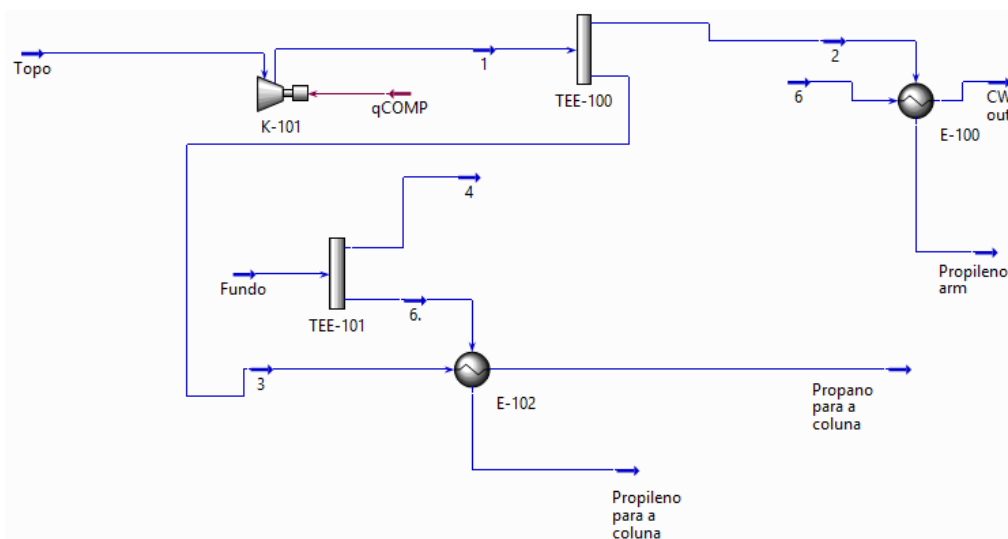 Topo
K-101
qCOMP
1
TEE-100
2
6
CW
out
E-100
Propileno
arm
4
Fundo
TEE-101
6.
3
E-102
Propano
para a
coluna
Propileno
para a
coluna